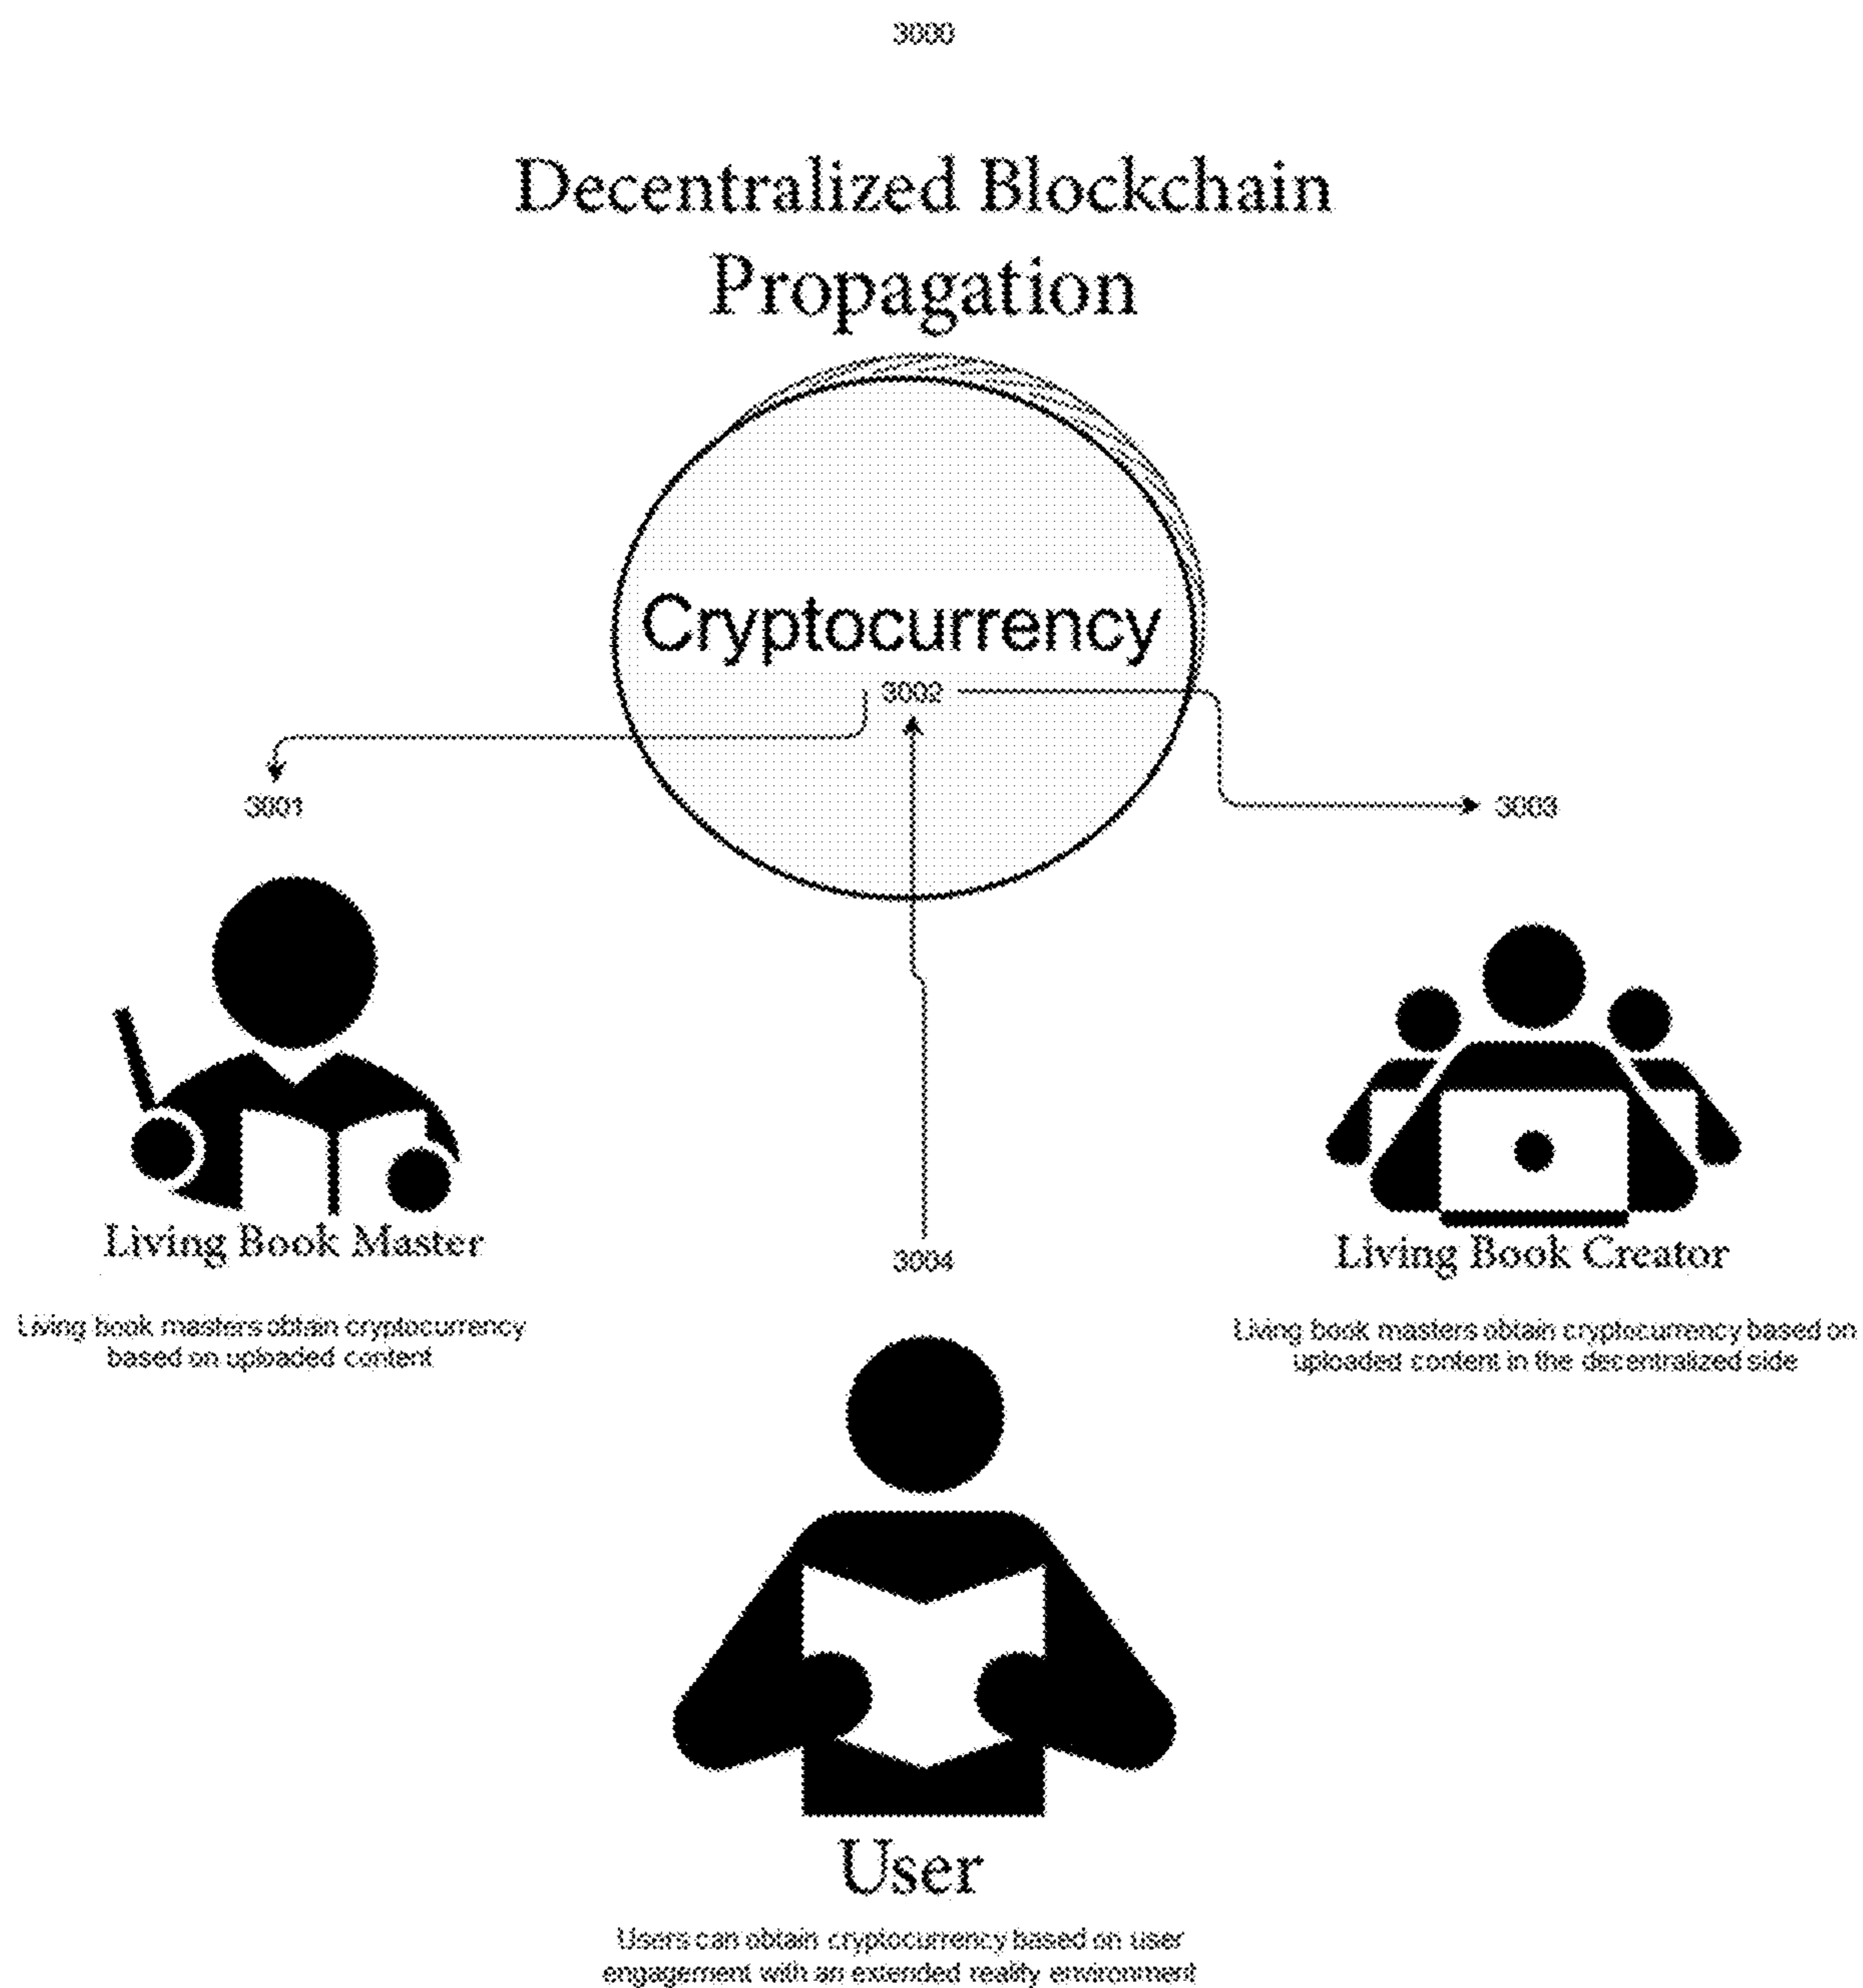 3000
Decentralized Blockchain
Propagation
Cryptocurrency
3002
3001
3003
Living Book Master
Living book masters obtain cryptocurrency
based on uploaded content
3004
Living Book Creator
Living book masters obtain cryptocurrency based on
uploaded content in the decentralized side
User
Users can obtain cryptocurrency based on user
engagement with an extended reality environment